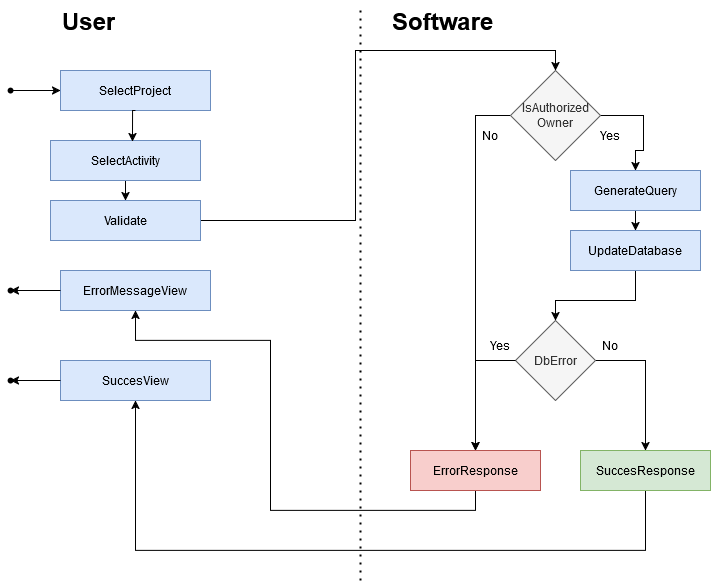 User
Software
SelectProject
SelectActivity
Validate
ErrorMessageView
SuccesView
IsAuthorized
Owner
No
Yes
GenerateQuery
UpdateDatabase
Yes
No
DbError
ErrorResponse
SuccesResponse